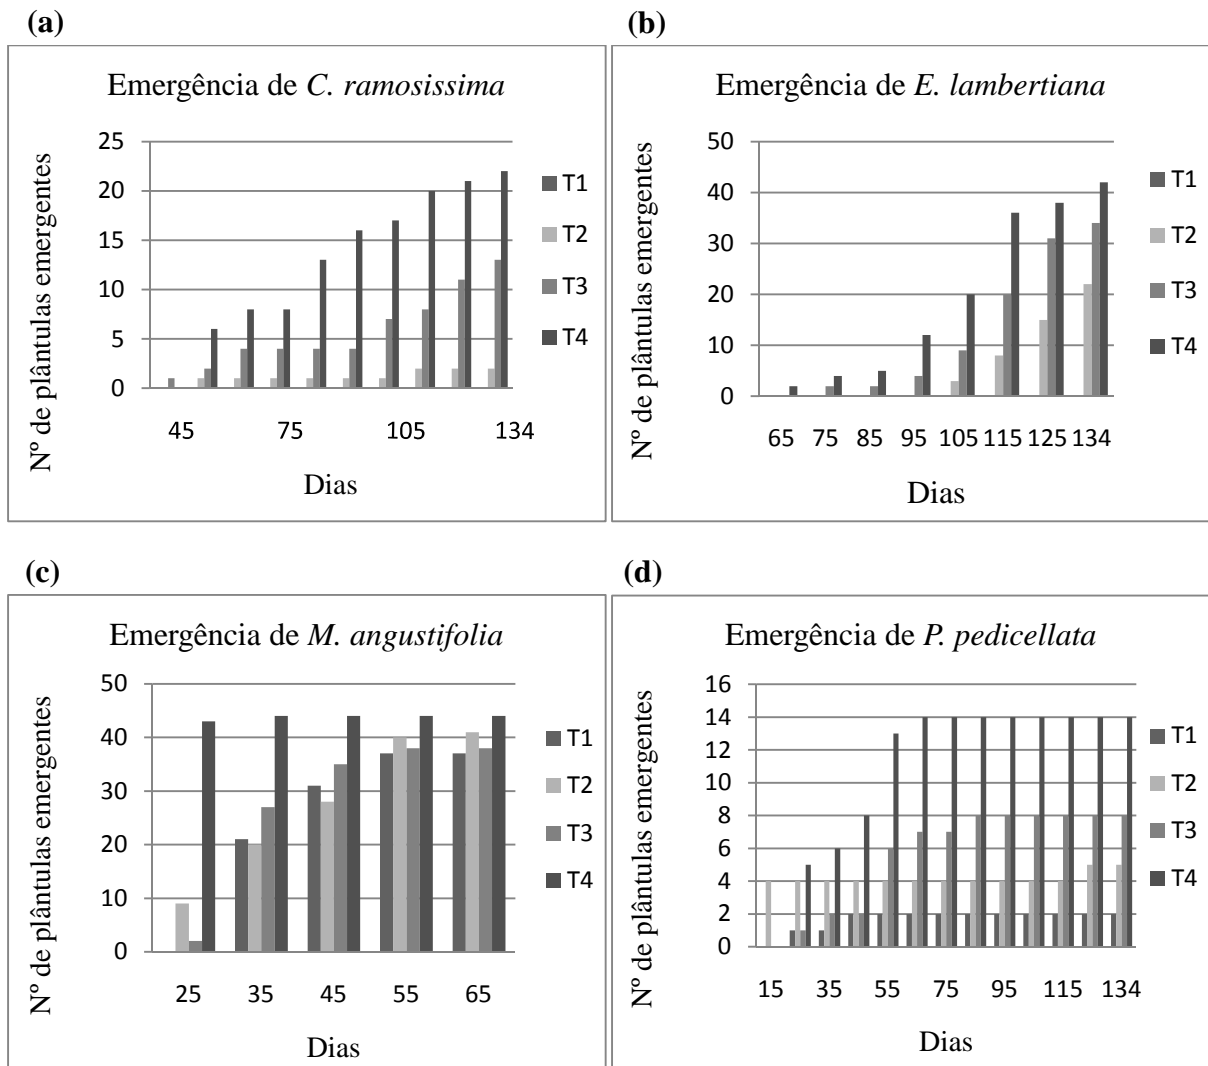 (a)
Emergência de C. ramosissima
Nº de plântulas emergentes
25
20
15
10
5
0
45 75 105 134
Dias
T1
T2
T3
T4
(b)
Emergência de E. lambertiana
Nº de plântulas emergentes
50
40
30
20
10
0
65 75 85 95 105 115 125 134
Dias
T1
T2
T3
T4
(c)
Emergência de M. angustifolia
Nº de plântulas emergentes
50
40
30
20
10
0
25 35 45 55 65
Dias
T1
T2
T3
T4
(d)
Emergência de P. pedicellata
Nº de plântulas emergentes
16
14
12
10
8
6
4
2
0
15 35 55 75 95 115 134
Dias
T1
T2
T3
T4